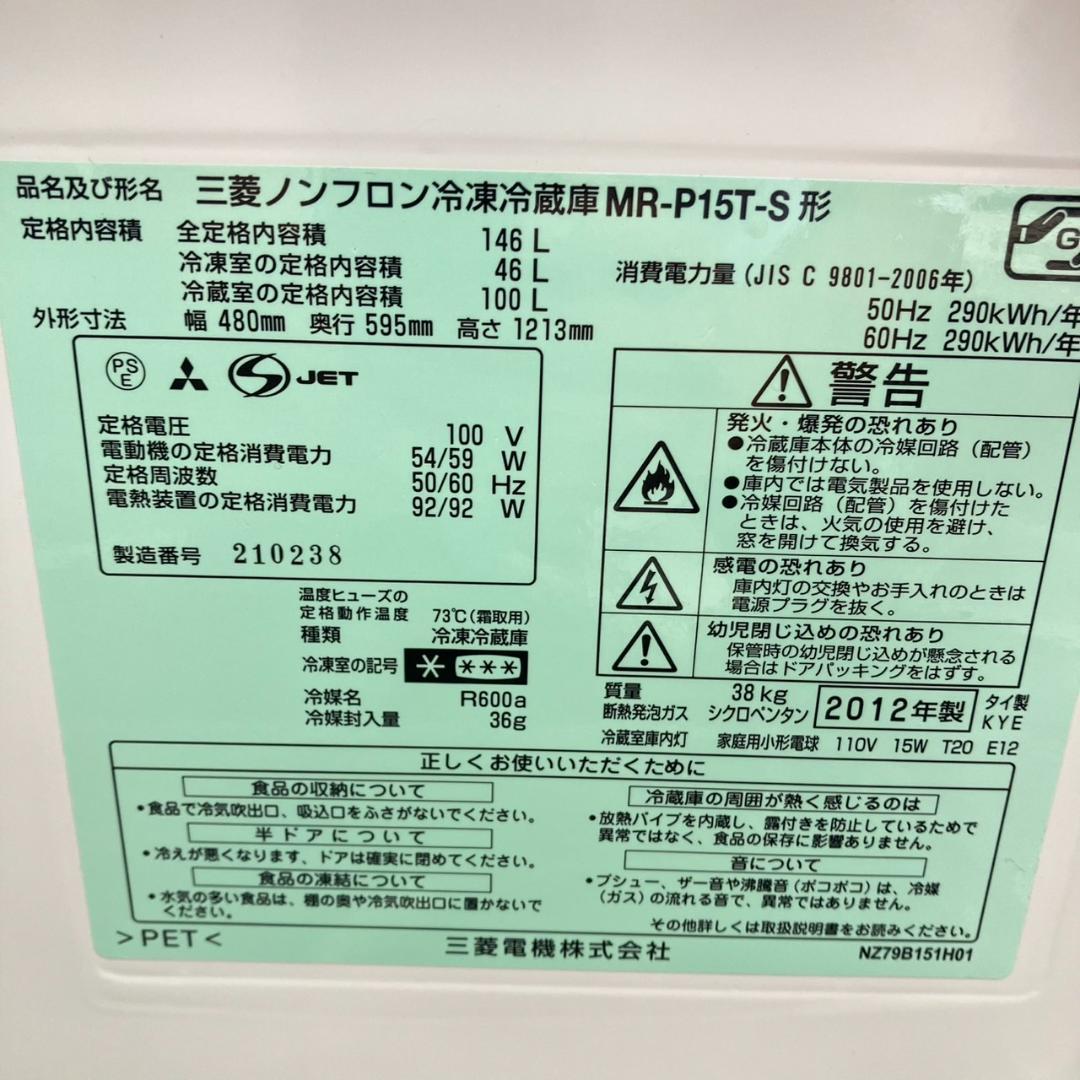 品名及び形名 三菱ノンフロン冷凍冷蔵庫 MR-P15T-S 形
定格内容積 全定格内容積 146 L
冷凍室の定格内容積 46 L
冷蔵室の定格内容積 100 L
外形寸法 幅 480mm 奥行 595mm 高さ 1213mm
G
消費電力量 (JIS C 9801-2006年)
50Hz 290kWh/年
60Hz 290kWh/年
PSE JET
定格電圧 100 V
電動機の定格消費電力 54/59 W
定格周波数 50/60 Hz
電熱装置の定格消費電力 92/92 W
製造番号 210238
温度ヒューズの
定格動作温度 73℃(霜取用)
種類 冷凍冷蔵庫
冷凍室の記号 * ***
冷媒名 R600a
冷媒封入量 36g
警告
発火・爆発の恐れあり
●冷蔵庫本体の冷媒回路(配管)
を傷付けない。
●庫内では電気製品を使用しない。
●冷媒回路(配管)を傷付けた
ときは、火気の使用を避け、
窓を開けて換気する。
感電の恐れあり
庫内灯の交換やお手入れのときは
電源プラグを抜く。
幼児閉じ込めの恐れあり
保管時の幼児閉じ込めが懸念される
場合はドアパッキングをはずす。
質量 38kg
断熱発泡ガス シクロペンタン
2012年製 タイ製
KYE
冷蔵室庫内灯 家庭用小形電球 110V 15W T20 E12
正しくお使いいただくために
食品の収納について
•食品で冷気吹出口、吸込口をふさがないでください。
半ドアについて
•冷えが悪くなります、ドアは確実に閉めてください。
食品の凍結について
•水気の多い食品は、棚の奥や冷気吹出口に置かないで
ください。
冷蔵庫の周囲が熱く感じるのは
•放熱パイプを内蔵し、露付きを防止しているためで
異常ではなく、食品の保存に影響ありません。
音について
•プシュー、ザー音や沸騰音(ポコポコ)は、冷媒
(ガス)の流れる音で、異常ではありません。
その他詳しくは取扱説明書をお読みください。
>PET<
三菱電機株式会社
NZ79B151H01